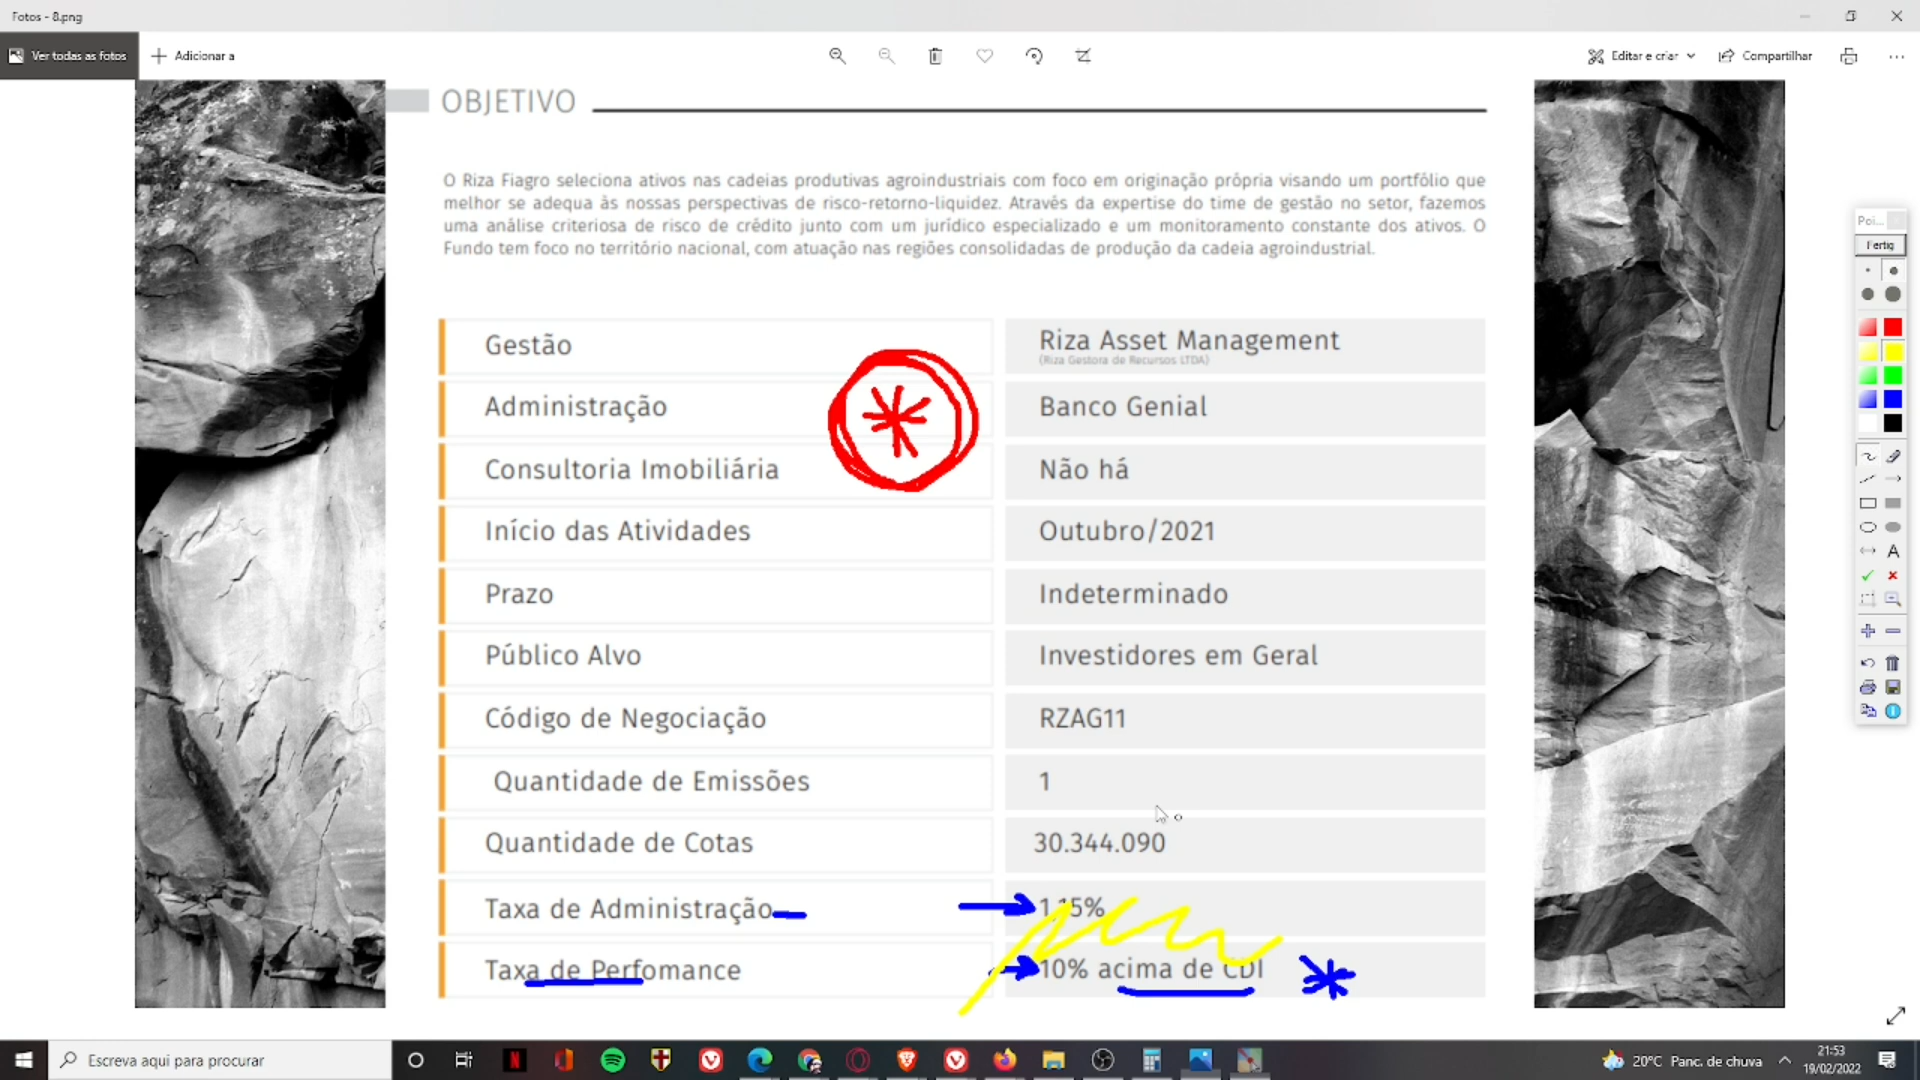 Fotos - 8.png
Ver todas as fotos
Adicionar a
Editar e criar
Compartilhar
OBJETIVO
O Riza Fiagro seleciona ativos nas cadeias produtivas agroindustriais com foco em originação própria visando um portfólio que
melhor se adequa às nossas perspectivas de risco-retorno-liquidez. Através da expertise do time de gestão no setor, fazemos
uma análise criteriosa de risco de crédito junto com um jurídico especializado e um monitoramento constante dos ativos. O
Fundo tem foco no território nacional, com atuação nas regiões consolidadas de produção da cadeia agroindustrial.
Gestão
Riza Asset Management
(Riza Gestora de Recursos LTDA)
Administração
Banco Genial
Consultoria Imobiliária
Não há
Início das Atividades
Outubro/2021
Prazo
Indeterminado
Público Alvo
Investidores em Geral
Código de Negociação
RZAG11
Quantidade de Emissões
1
Quantidade de Cotas
30.344.090
Taxa de Administração
1,15%
Taxa de Perfomance
10% acima de CDI
Poi...
Fertig
A
Escreva aqui para procurar
20°C Panc. de chuva
21:53
19/02/2022